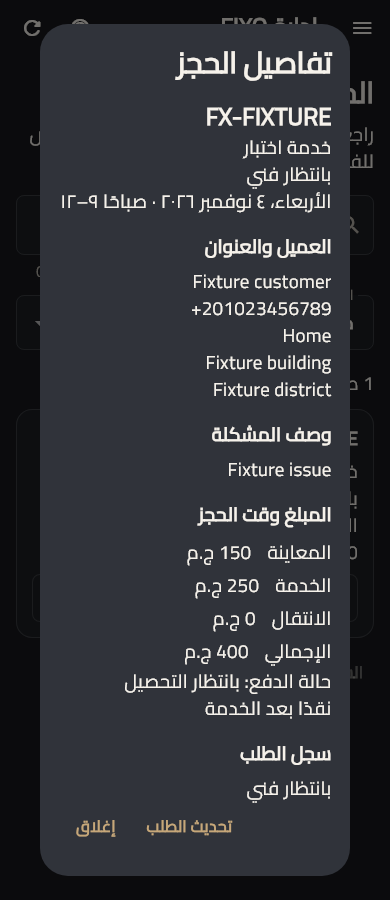 تفاصيل الحجز
FX-FIXTURE
خدمة اختبار
بانتظار فني
الأربعاء، ٤ نوفمبر ٢٠٢٦ · صباحًا ٩–١٢
العميل والعنوان
Fixture customer
+201023456789
Home
Fixture building
Fixture district
وصف المشكلة
Fixture issue
المبلغ وقت الحجز
المعاينة 150 ج.م
الخدمة 250 ج.م
الانتقال 0 ج.م
الإجمالي 400 ج.م
حالة الدفع: بانتظار التحصيل
نقدًا بعد الخدمة
سجل الطلب
بانتظار فني
تحديث الطلب
إغلاق